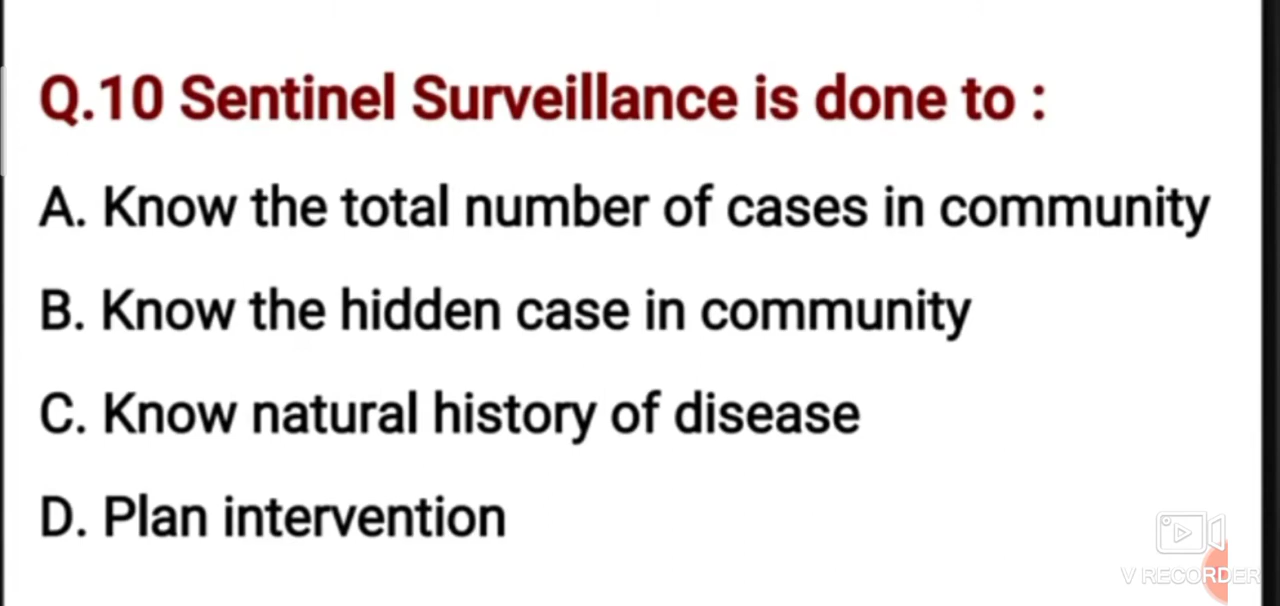 Q.10 Sentinel Surveillance is done to :
A. Know the total number of cases in community
B. Know the hidden case in community
C. Know natural history of disease
D. Plan intervention
V RECORDER